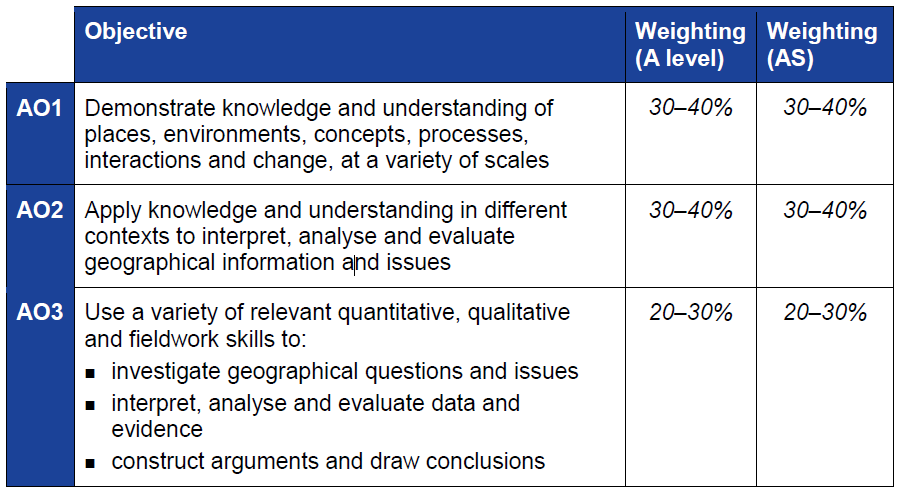 Objective Weighting (A level) Weighting (AS)
AO1 Demonstrate knowledge and understanding of 30–40% 30–40%
places, environments, concepts, processes,
interactions and change, at a variety of scales
AO2 Apply knowledge and understanding in different 30–40% 30–40%
contexts to interpret, analyse and evaluate
geographical information and issues
AO3 Use a variety of relevant quantitative, qualitative 20–30% 20–30%
and fieldwork skills to:
■ investigate geographical questions and issues
■ interpret, analyse and evaluate data and
evidence
■ construct arguments and draw conclusions